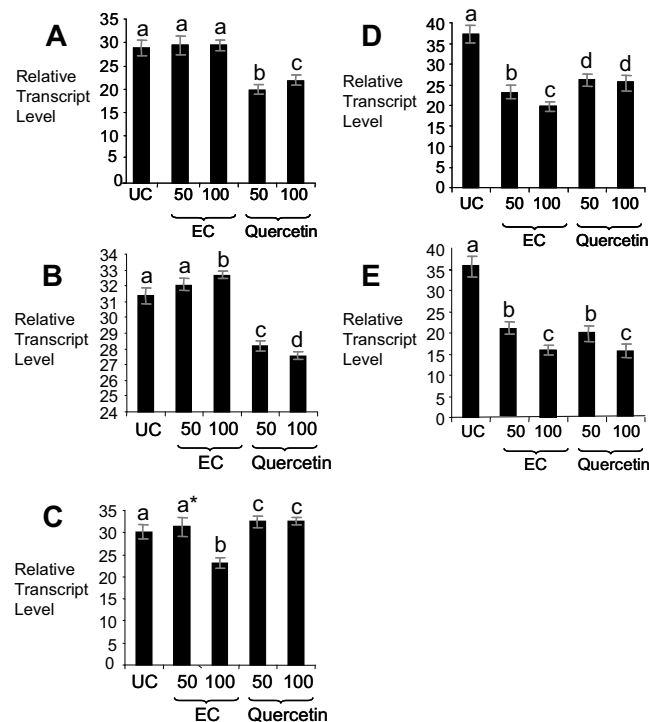 A
Relative
Transcript
Level
35
30
25
20
15
10
5
0
a
a
a
b
c
UC
50
100
50
100
EC
Quercetin
D
Relative
Transcript
Level
40
35
30
25
20
15
10
5
0
a
b
c
d
d
UC
50
100
50
100
EC
Quercetin
B
Relative
Transcript
Level
34
33
32
31
30
29
28
27
26
25
24
a
a
b
c
d
UC
50
100
50
100
EC
Quercetin
E
Relative
Transcript
Level
40
35
30
25
20
15
10
5
0
a
b
c
b
c
UC
50
100
50
100
EC
Quercetin
C
Relative
Transcript
Level
35
30
25
20
15
10
5
0
a
a*
b
c
c
UC
50
100
50
100
EC
Quercetin